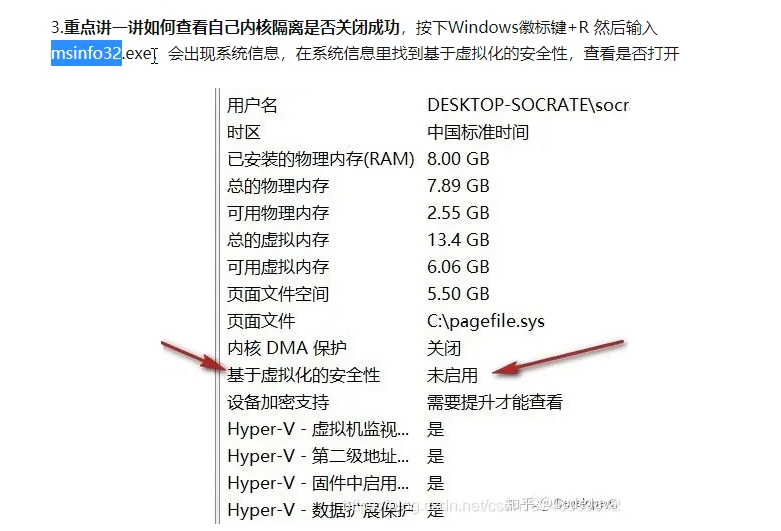 3.重点讲一讲如何查看自己内核隔离是否关闭成功，按下Windows徽标键+R 然后输入
msinfo32.exe，会出现系统信息，在系统信息里找到基于虚拟化的安全性，查看是否打开
用户名 DESKTOP-SOCRATE\socr
时区 中国标准时间
已安装的物理内存(RAM) 8.00 GB
总的物理内存 7.89 GB
可用物理内存 2.55 GB
总的虚拟内存 13.4 GB
可用虚拟内存 6.06 GB
页面文件空间 5.50 GB
页面文件 C:\pagefile.sys
内核 DMA 保护 关闭
基于虚拟化的安全性 未启用
设备加密支持 需要提升才能查看
Hyper-V - 虚拟机监视... 是
Hyper-V - 第二级地址... 是
Hyper-V - 固件中启用... 是
Hyper-V - 数据扩展保护 是
知乎